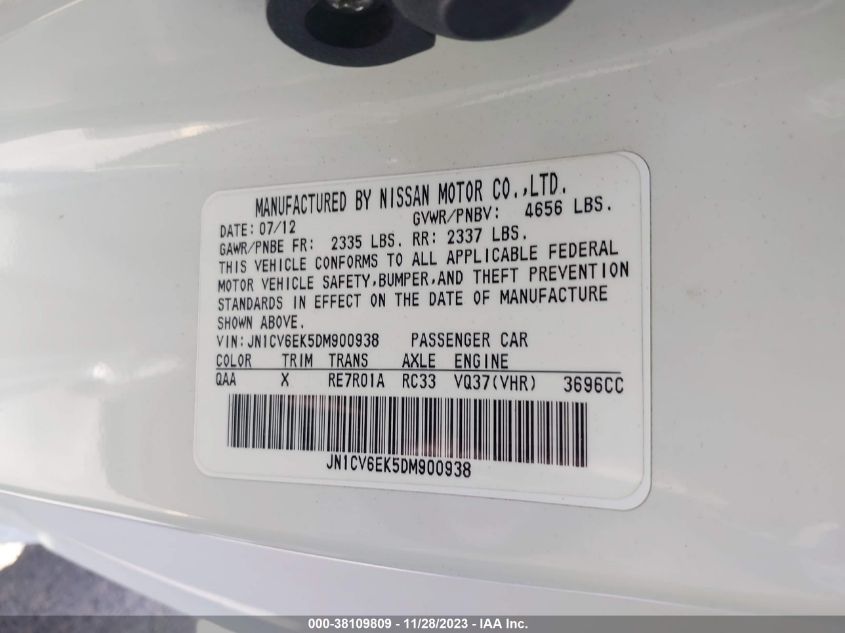 MANUFACTURED BY NISSAN MOTOR CO.,LTD.
DATE: 07/12 GVWR/PNBV: 4656 LBS.
GAWR/PNBE FR: 2335 LBS. RR: 2337 LBS.
THIS VEHICLE CONFORMS TO ALL APPLICABLE FEDERAL
MOTOR VEHICLE SAFETY,BUMPER,AND THEFT PREVENTION
STANDARDS IN EFFECT ON THE DATE OF MANUFACTURE
SHOWN ABOVE.
VIN:JN1CV6EK5DM900938 PASSENGER CAR
COLOR TRIM TRANS AXLE ENGINE
QAA X RE7R01A RC33 VQ37(VHR) 3696CC
JN1CV6EK5DM900938
000-38109809 - 11/28/2023 - IAA Inc.